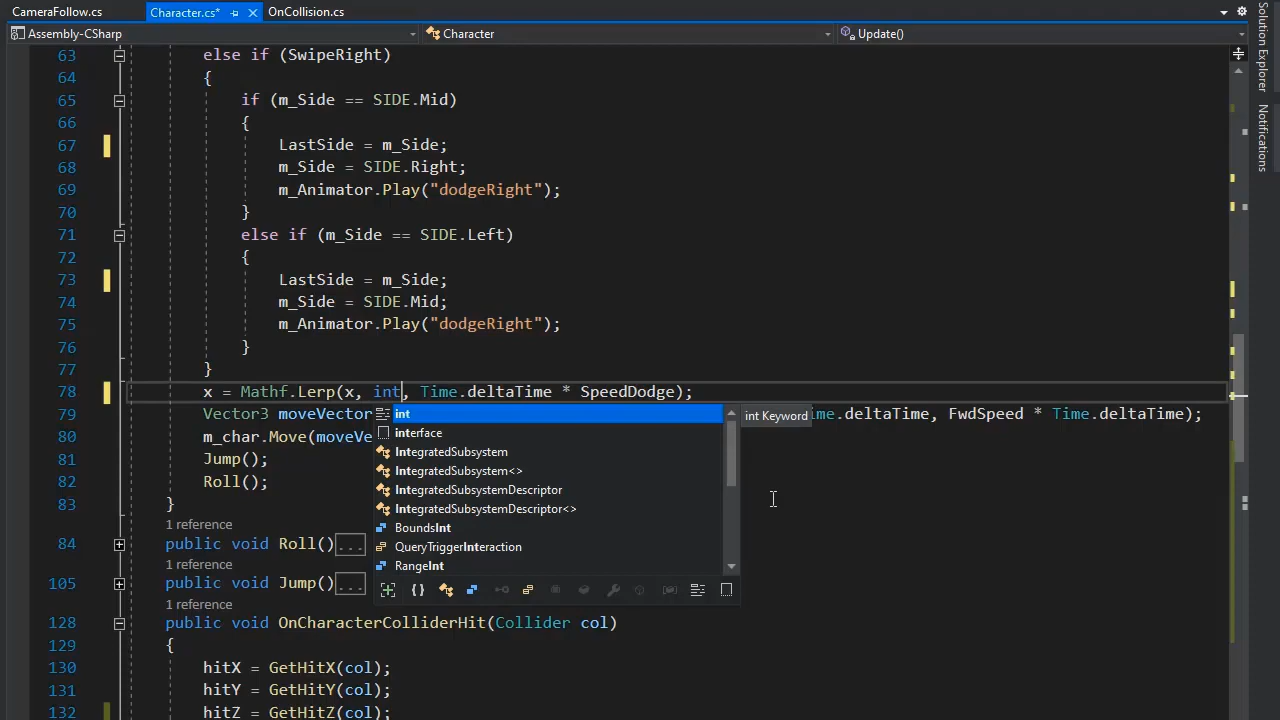 CameraFollow.cs Character.cs* OnCollision.cs
Assembly-CSharp Character Update()
63 else if (SwipeRight)
64 {
65 if (m_Side == SIDE.Mid)
66 {
67 LastSide = m_Side;
68 m_Side = SIDE.Right;
69 m_Animator.Play("dodgeRight");
70 }
71 else if (m_Side == SIDE.Left)
72 {
73 LastSide = m_Side;
74 m_Side = SIDE.Mid;
75 m_Animator.Play("dodgeRight");
76 }
77 }
78 x = Mathf.Lerp(x, int, Time.deltaTime * SpeedDodge);
79 Vector3 moveVector ime.deltaTime, FwdSpeed * Time.deltaTime);
80 m_char.Move(moveVe
81 Jump();
82 Roll();
83 }
1 reference
84 public void Roll()...
1 reference
105 public void Jump()...
1 reference
128 public void OnCharacterColliderHit(Collider col)
129 {
130 hitX = GetHitX(col);
131 hitY = GetHitY(col);
132 hitZ = GetHitZ(col);
int
interface
IntegratedSubsystem
IntegratedSubsystem<>
IntegratedSubsystemDescriptor
IntegratedSubsystemDescriptor<>
BoundsInt
QueryTriggerInteraction
RangeInt
int Keyword
Solution Explorer
Notifications